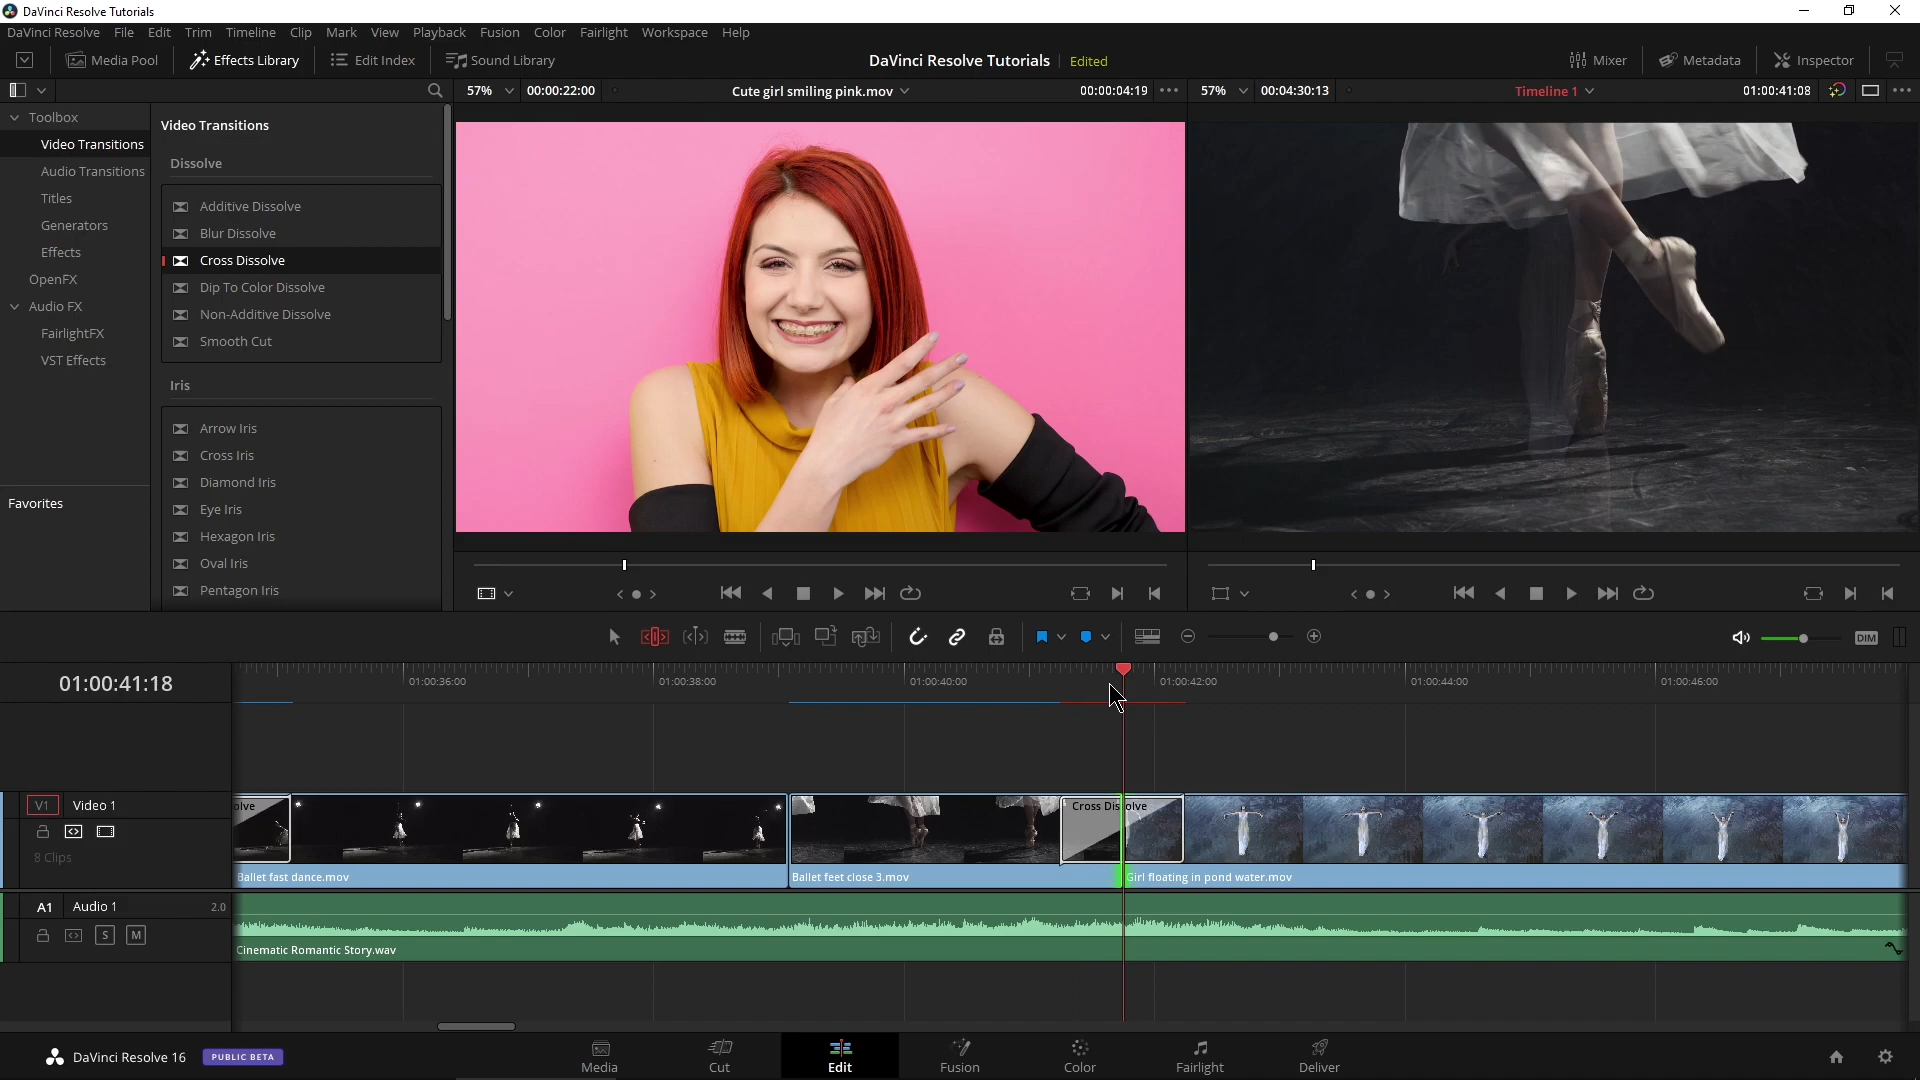 DaVinci Resolve Tutorials
DaVinci Resolve File Edit Trim Timeline Clip Mark View Playback Fusion Color Fairlight Workspace Help
Media Pool Effects Library Edit Index Sound Library DaVinci Resolve Tutorials Edited Mixer Metadata Inspector
57% 00:00:22:00 Cute girl smiling pink.mov 00:00:04:19 57% 00:04:30:13 Timeline 1 01:00:41:08
Toolbox
Video Transitions
Audio Transitions
Titles
Generators
Effects
OpenFX
Audio FX
FairlightFX
VST Effects
Favorites
Video Transitions
Dissolve
Additive Dissolve
Blur Dissolve
Cross Dissolve
Dip To Color Dissolve
Non-Additive Dissolve
Smooth Cut
Iris
Arrow Iris
Cross Iris
Diamond Iris
Eye Iris
Hexagon Iris
Oval Iris
Pentagon Iris
DIM
01:00:41:18 01:00:36:00 01:00:38:00 01:00:40:00 01:00:42:00 01:00:44:00 01:00:46:00
V1 Video 1
8 Clips
olve Cross Dissolve
Ballet fast dance.mov Ballet feet close 3.mov Girl floating in pond water.mov
A1 Audio 1 2.0
S M
Cinematic Romantic Story.wav
DaVinci Resolve 16 PUBLIC BETA Media Cut Edit Fusion Color Fairlight Deliver